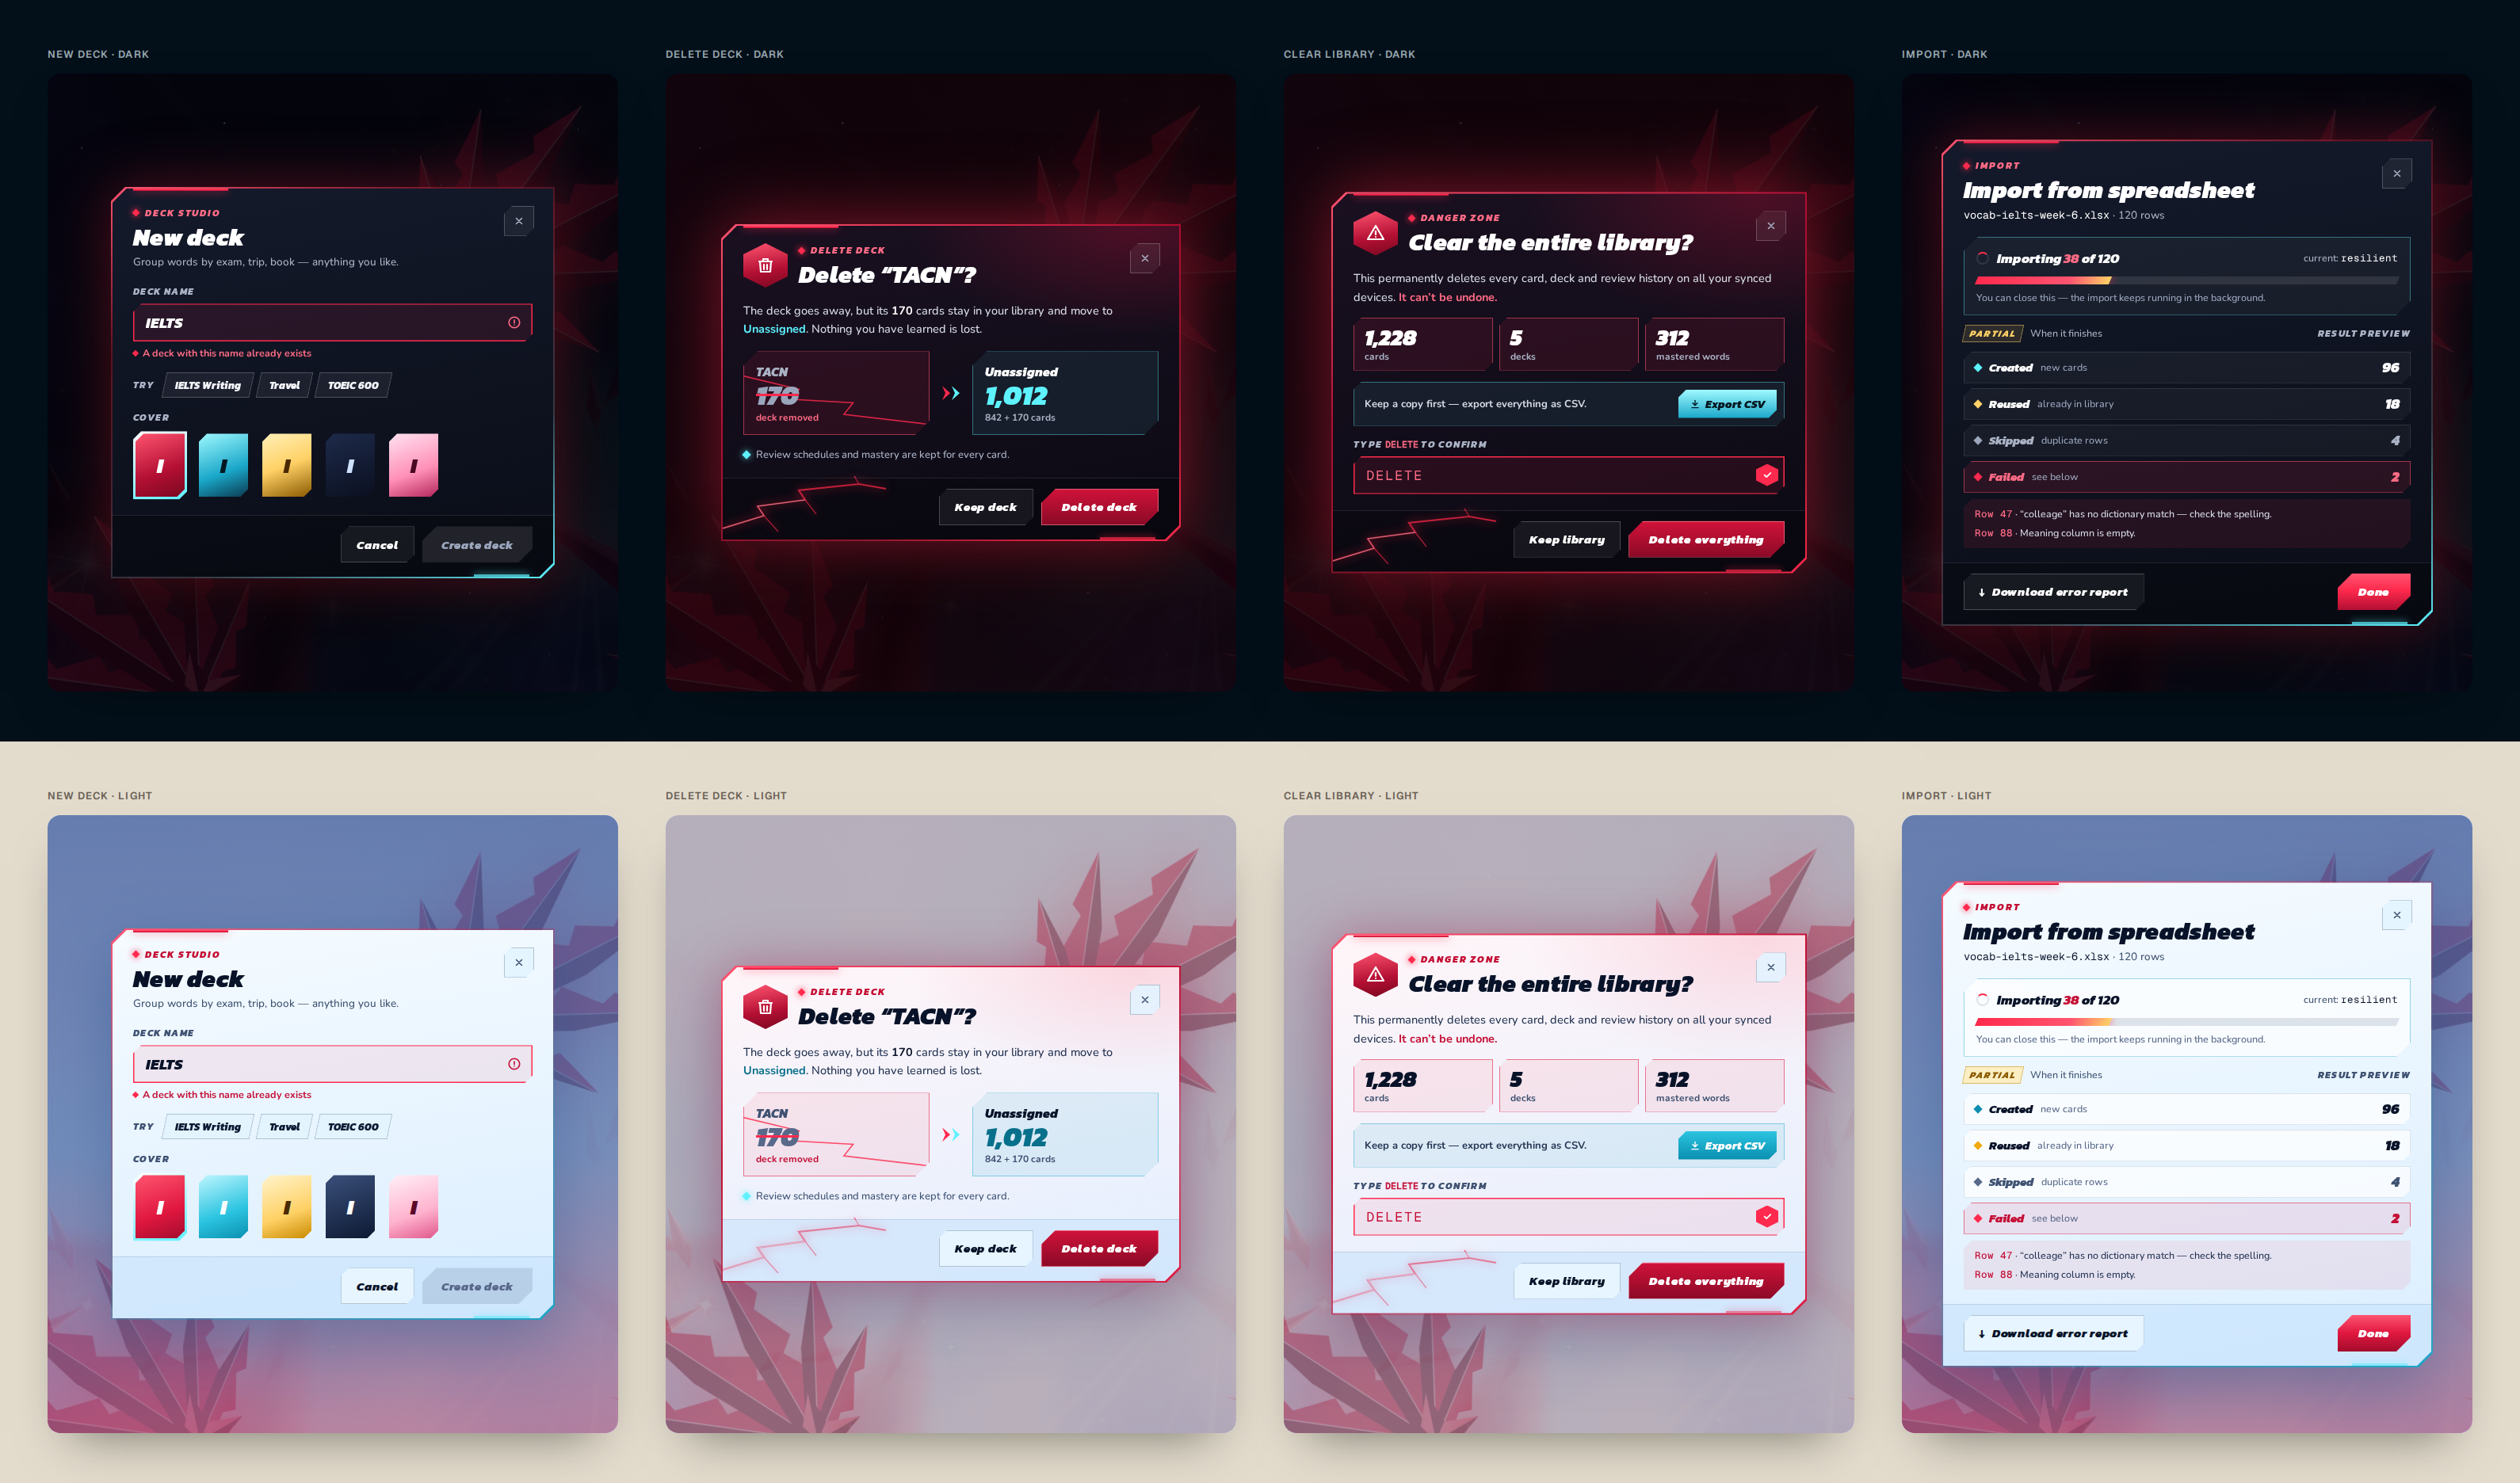 NEW DECK · DARK
DECK STUDIO
New deck
Group words by exam, trip, book — anything you like.
DECK NAME
IELTS
A deck with this name already exists
TRY IELTS Writing Travel TOEIC 600
COVER
I I I I I
Cancel Create deck
DELETE DECK · DARK
DELETE DECK
Delete “TACN”?
The deck goes away, but its 170 cards stay in your library and move to
Unassigned. Nothing you have learned is lost.
TACN
170
deck removed
Unassigned
1,012
842 + 170 cards
Review schedules and mastery are kept for every card.
Keep deck Delete deck
CLEAR LIBRARY · DARK
DANGER ZONE
Clear the entire library?
This permanently deletes every card, deck and review history on all your synced
devices. It can’t be undone.
1,228
cards
5
decks
312
mastered words
Keep a copy first — export everything as CSV. Export CSV
TYPE DELETE TO CONFIRM
DELETE
Keep library Delete everything
IMPORT · DARK
IMPORT
Import from spreadsheet
vocab-ielts-week-6.xlsx · 120 rows
Importing 38 of 120 current: resilient
You can close this — the import keeps running in the background.
PARTIAL When it finishes RESULT PREVIEW
Created new cards 96
Reused already in library 18
Skipped duplicate rows 4
Failed see below 2
Row 47 · “colleage” has no dictionary match — check the spelling.
Row 88 · Meaning column is empty.
Download error report Done
NEW DECK · LIGHT
DECK STUDIO
New deck
Group words by exam, trip, book — anything you like.
DECK NAME
IELTS
A deck with this name already exists
TRY IELTS Writing Travel TOEIC 600
COVER
I I I I I
Cancel Create deck
DELETE DECK · LIGHT
DELETE DECK
Delete “TACN”?
The deck goes away, but its 170 cards stay in your library and move to
Unassigned. Nothing you have learned is lost.
TACN
170
deck removed
Unassigned
1,012
842 + 170 cards
Review schedules and mastery are kept for every card.
Keep deck Delete deck
CLEAR LIBRARY · LIGHT
DANGER ZONE
Clear the entire library?
This permanently deletes every card, deck and review history on all your synced
devices. It can’t be undone.
1,228
cards
5
decks
312
mastered words
Keep a copy first — export everything as CSV. Export CSV
TYPE DELETE TO CONFIRM
DELETE
Keep library Delete everything
IMPORT · LIGHT
IMPORT
Import from spreadsheet
vocab-ielts-week-6.xlsx · 120 rows
Importing 38 of 120 current: resilient
You can close this — the import keeps running in the background.
PARTIAL When it finishes RESULT PREVIEW
Created new cards 96
Reused already in library 18
Skipped duplicate rows 4
Failed see below 2
Row 47 · “colleage” has no dictionary match — check the spelling.
Row 88 · Meaning column is empty.
Download error report Done